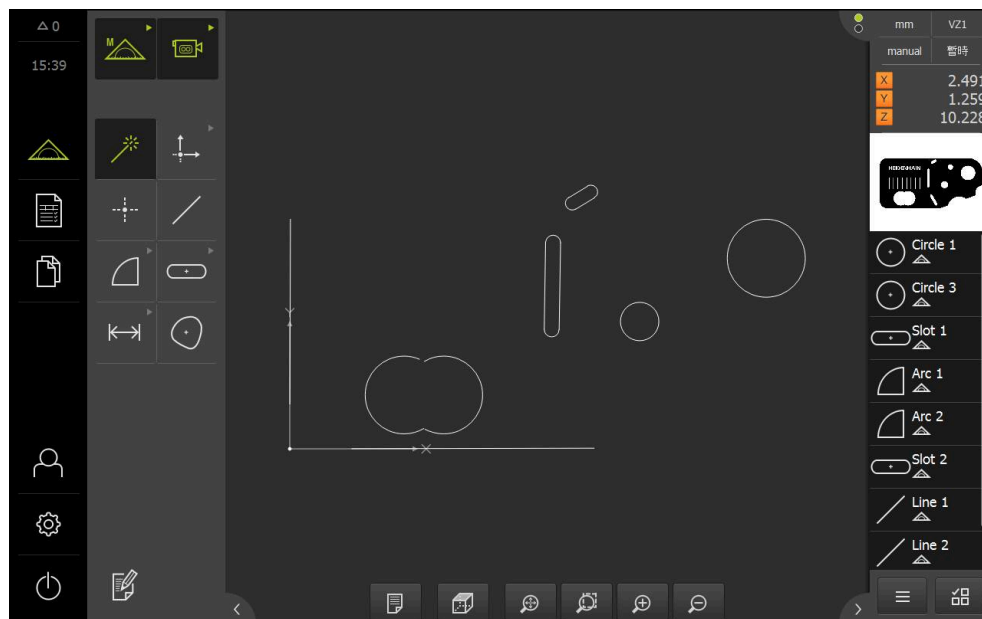 0
15:39
M
mm VZ1
manual 暫時
X 2.491
Y 1.259
Z 10.228
HEIDENHAIN
Circle 1
Circle 3
Slot 1
Arc 1
Arc 2
Slot 2
Line 1
Line 2
Y
X